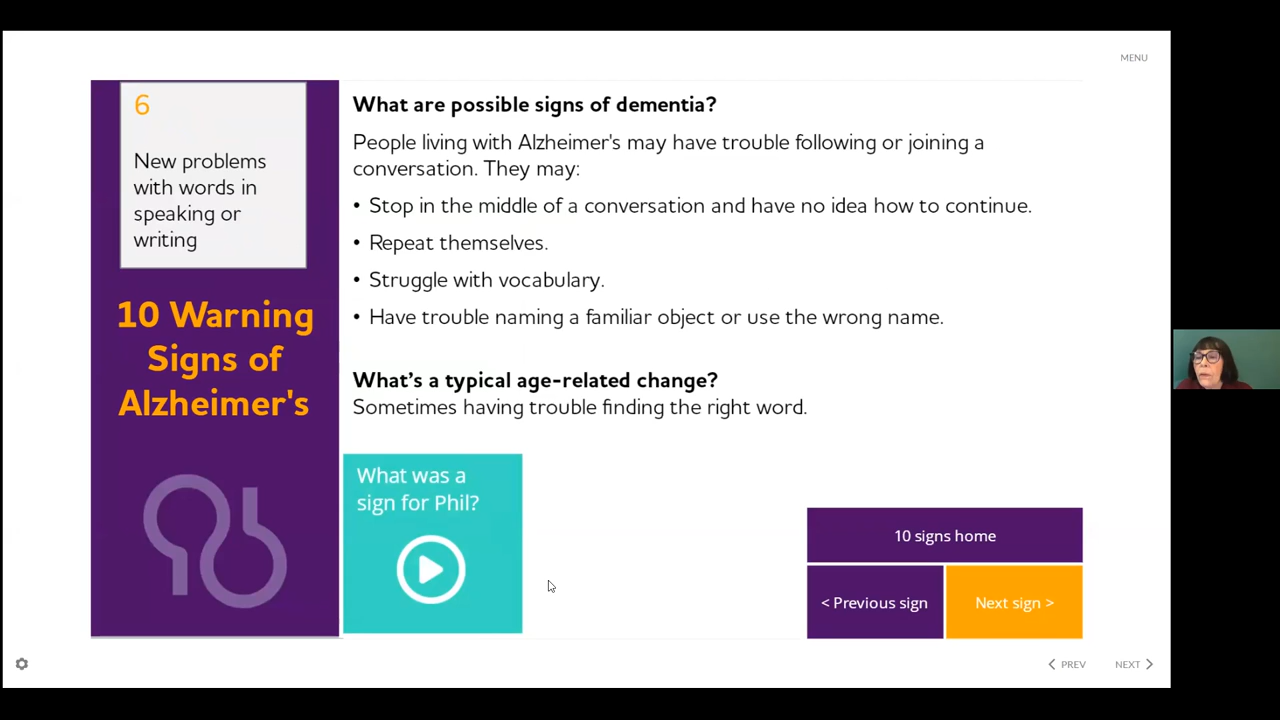 MENU
6
New problems
with words in
speaking or
writing
10 Warning
Signs of
Alzheimer's
What are possible signs of dementia?
People living with Alzheimer's may have trouble following or joining a
conversation. They may:
• Stop in the middle of a conversation and have no idea how to continue.
• Repeat themselves.
• Struggle with vocabulary.
• Have trouble naming a familiar object or use the wrong name.
What’s a typical age-related change?
Sometimes having trouble finding the right word.
What was a
sign for Phil?
10 signs home
< Previous sign
Next sign >
PREV
NEXT